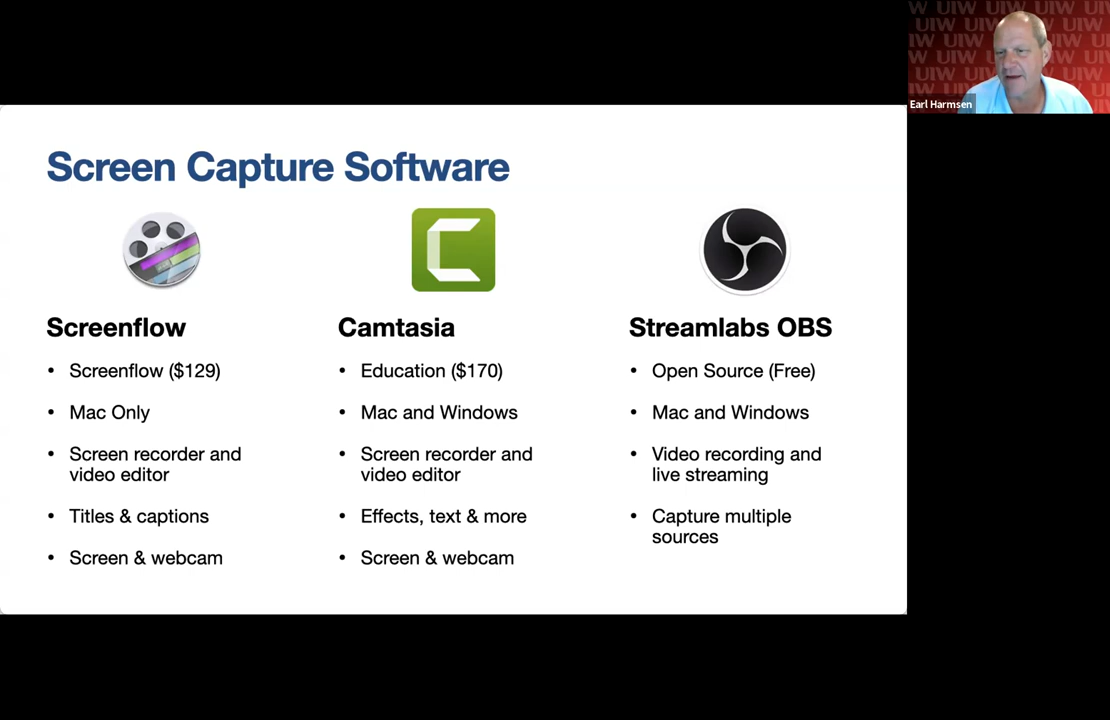 UIW UIW UIW
Earl Harmsen
Screen Capture Software
Screenflow
• Screenflow ($129)
• Mac Only
• Screen recorder and
video editor
• Titles & captions
• Screen & webcam
Camtasia
• Education ($170)
• Mac and Windows
• Screen recorder and
video editor
• Effects, text & more
• Screen & webcam
Streamlabs OBS
• Open Source (Free)
• Mac and Windows
• Video recording and
live streaming
• Capture multiple
sources